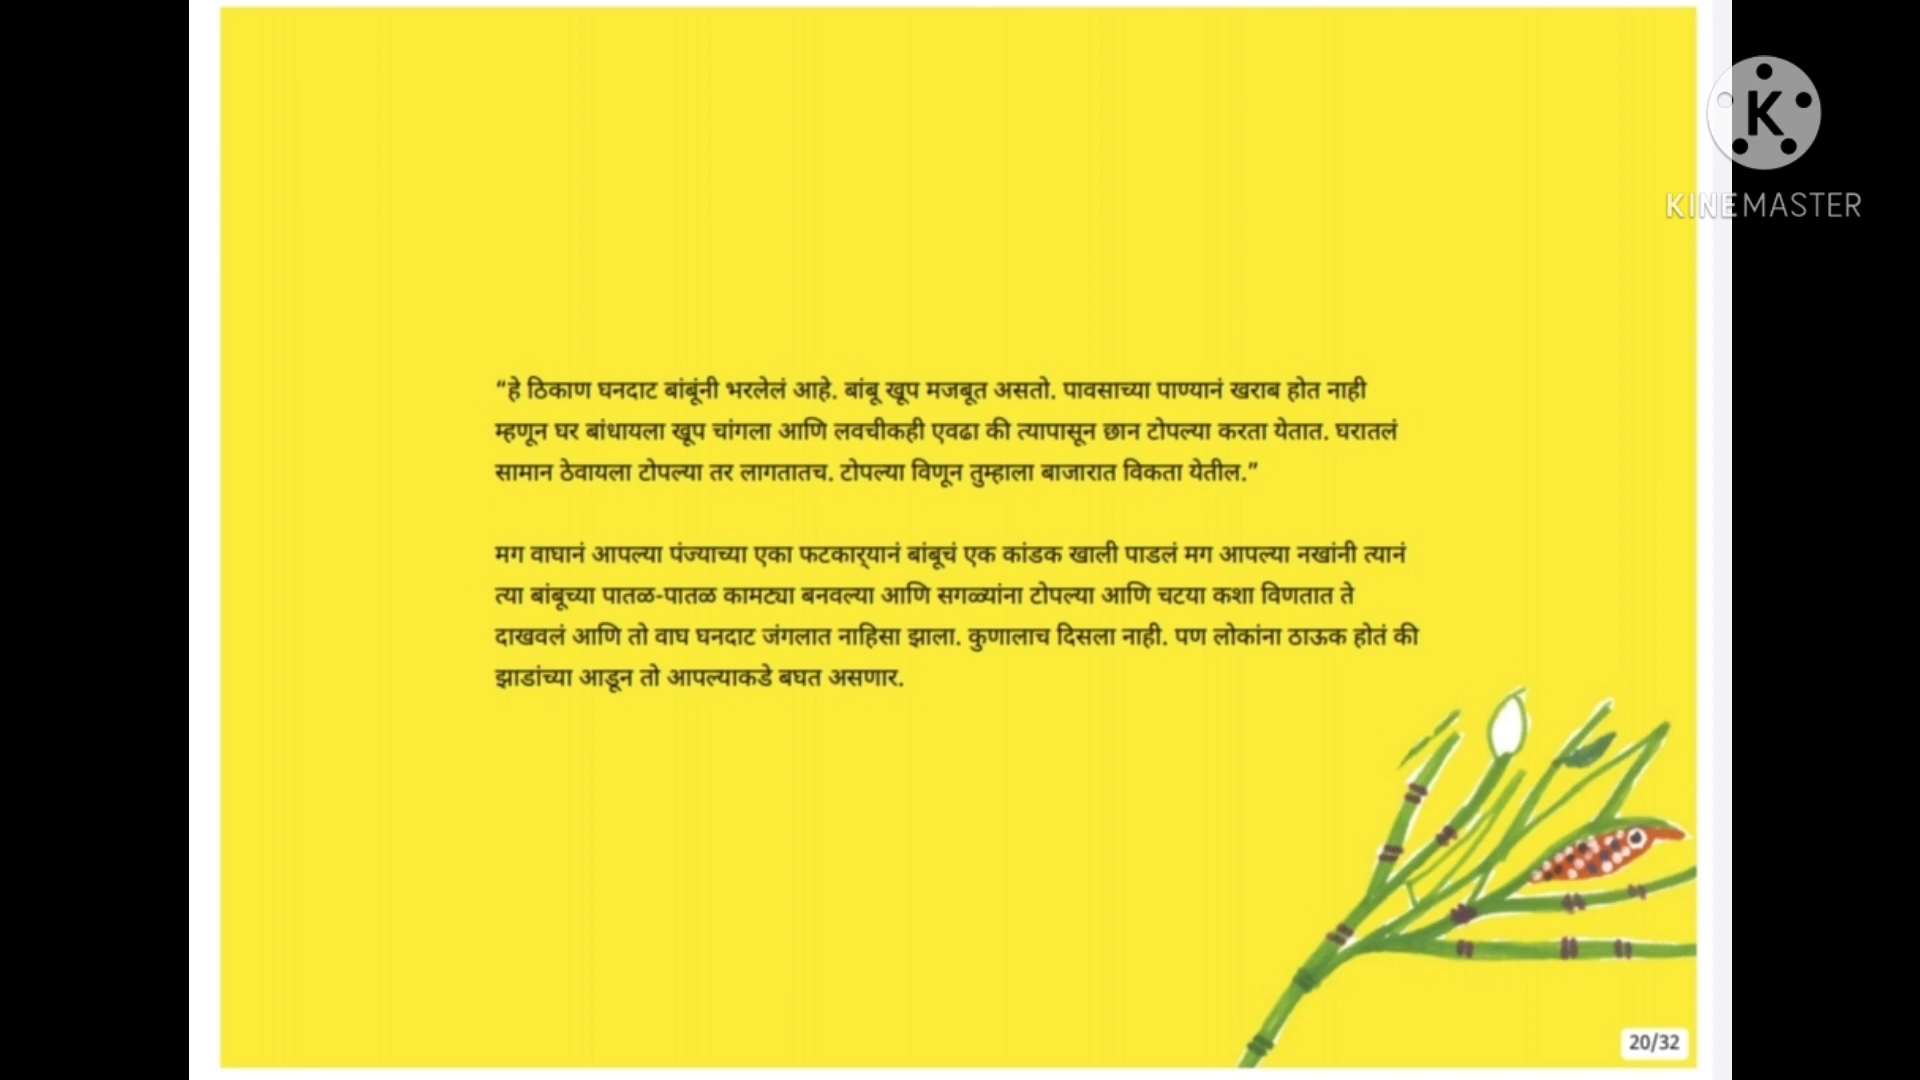 “हे ठिकाण घनदाट बांबूंनी भरलेलं आहे. बांबू खूप मजबूत असतो. पावसाच्या पाण्यानं खराब होत नाही
म्हणून घर बांधायला खूप चांगला आणि लवचीकही एवढा की त्यापासून छान टोपल्या करता येतात. घरातलं
सामान ठेवायला टोपल्या तर लागतातच. टोपल्या विणून तुम्हाला बाजारात विकता येतील.”
मग वाघानं आपल्या पंज्याच्या एका फटकाऱ्यानं बांबूचं एक कांडक खाली पाडलं मग आपल्या नखांनी त्यानं
त्या बांबूच्या पातळ-पातळ कामट्या बनवल्या आणि सगळ्यांना टोपल्या आणि चटया कशा विणतात ते
दाखवलं आणि तो वाघ घनदाट जंगलात नाहिसा झाला. कुणालाच दिसला नाही. पण लोकांना ठाऊक होतं की
झाडांच्या आडून तो आपल्याकडे बघत असणार.
20/32
K
KINEMASTER